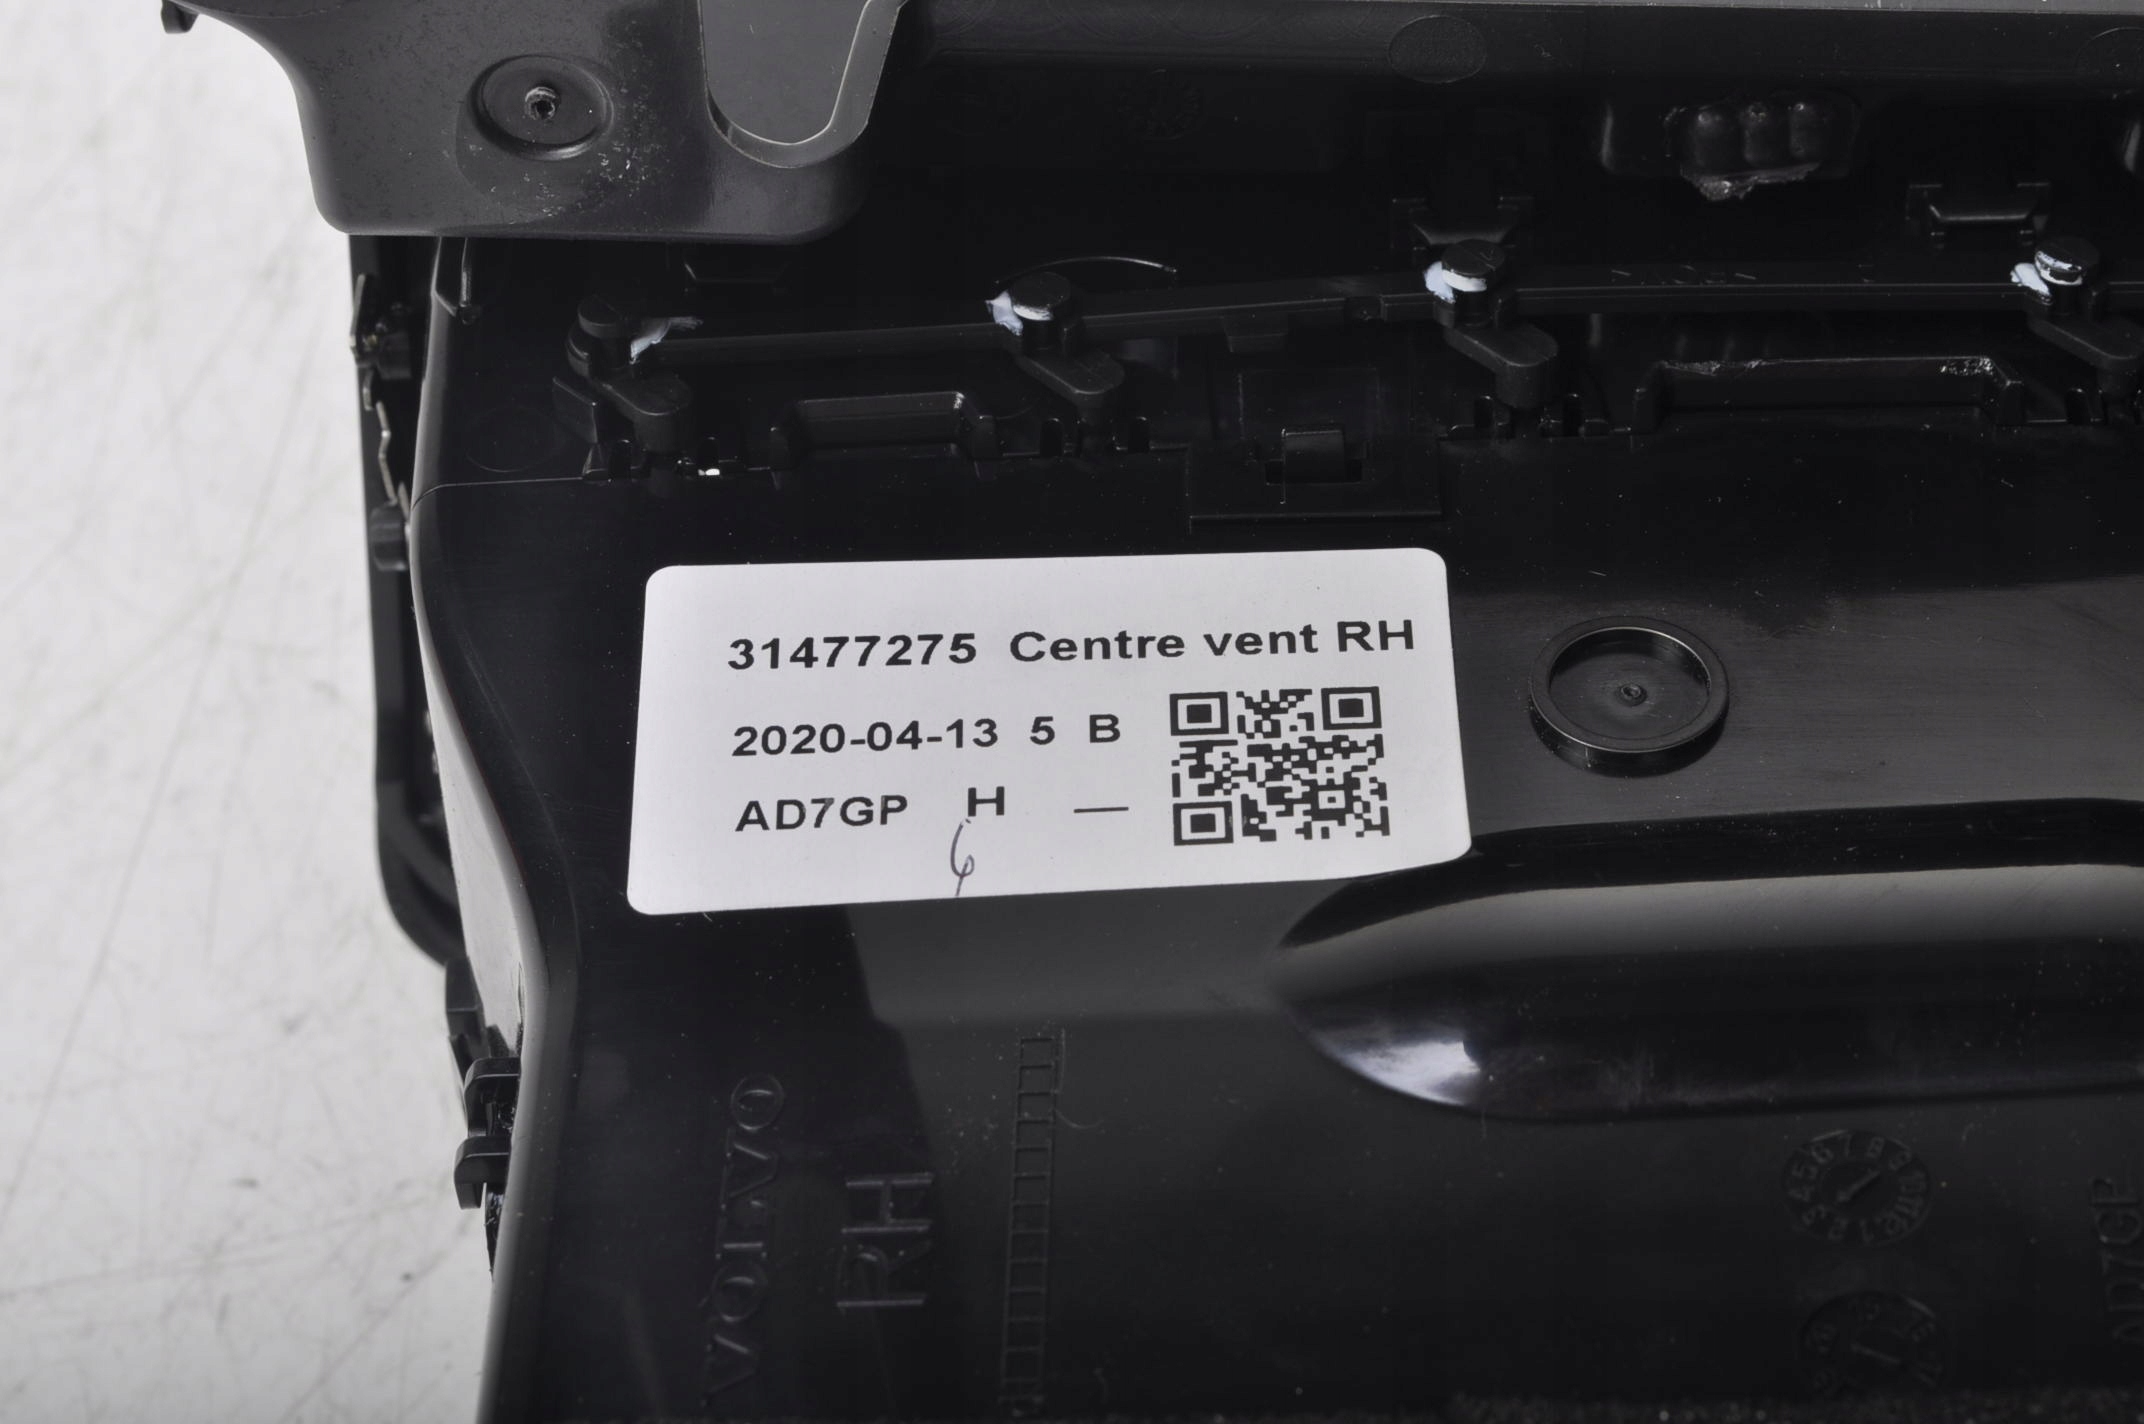 31477275 Centre vent RH
2020-04-13 5 B
AD7GP H —
6
VOLVO
RH